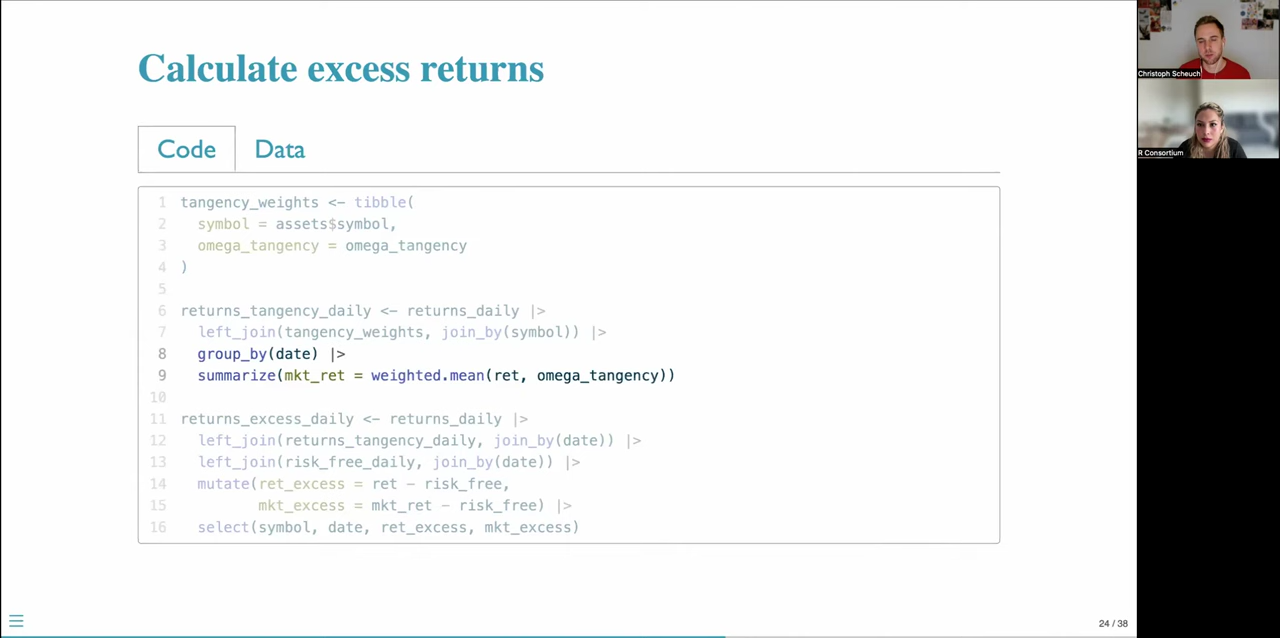 Calculate excess returns
Code
Data
1 tangency_weights <- tibble(
2 symbol = assets$symbol,
3 omega_tangency = omega_tangency
4 )
5
6 returns_tangency_daily <- returns_daily |>
7 left_join(tangency_weights, join_by(symbol)) |>
8 group_by(date) |>
9 summarize(mkt_ret = weighted.mean(ret, omega_tangency))
10
11 returns_excess_daily <- returns_daily |>
12 left_join(returns_tangency_daily, join_by(date)) |>
13 left_join(risk_free_daily, join_by(date)) |>
14 mutate(ret_excess = ret - risk_free,
15 mkt_excess = mkt_ret - risk_free) |>
16 select(symbol, date, ret_excess, mkt_excess)
24 / 38
Christoph Scheuch
R Consortium